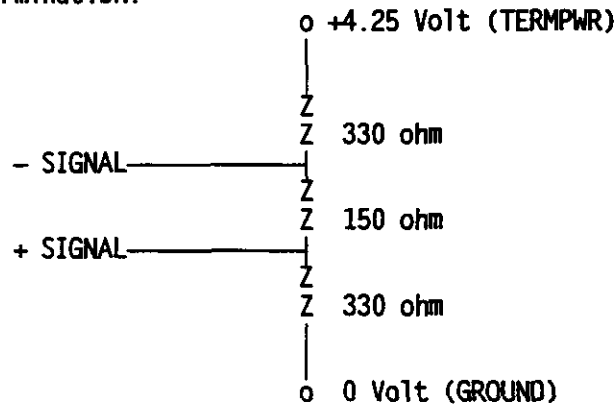 o +4.25 Volt (TERMPWR)
Z
Z 330 ohm
- SIGNAL
Z
Z 150 ohm
+ SIGNAL
Z
Z 330 ohm
o 0 Volt (GROUND)